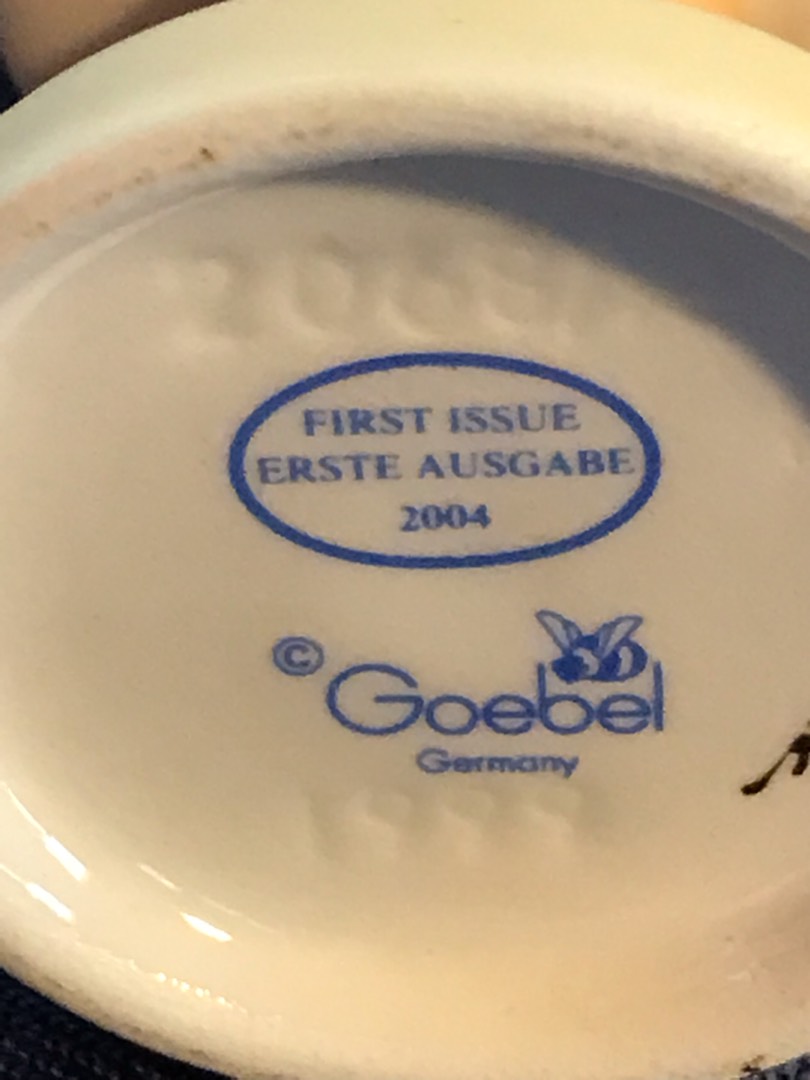 FIRST ISSUE
ERSTE AUSGABE
2004
© Goebel
Germany